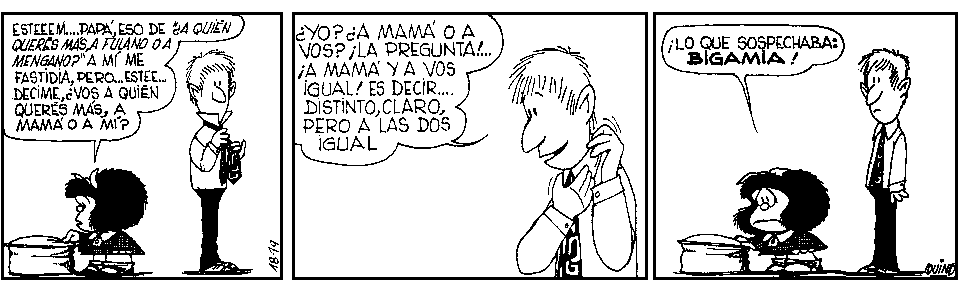 ESTEEEM....PAPÁ, ESO DE "¿A QUIÉN
QUERÉS MÁS, A FULANO O A
MENGANO?" A MÍ ME
FASTIDIA, PERO...ESTEE...
DECIME, ¿VOS A QUIÉN
QUERÉS MÁS, A
MAMÁ O A MÍ?
18-19
¿YO? ¿A MAMÁ O A
VOS? ¡LA PREGUNTA!...
¡A MAMÁ Y A VOS
IGUAL! ES DECIR....
DISTINTO, CLARO,
PERO A LAS DOS
IGUAL
¡LO QUE SOSPECHABA:
BIGAMIA!
QUINO